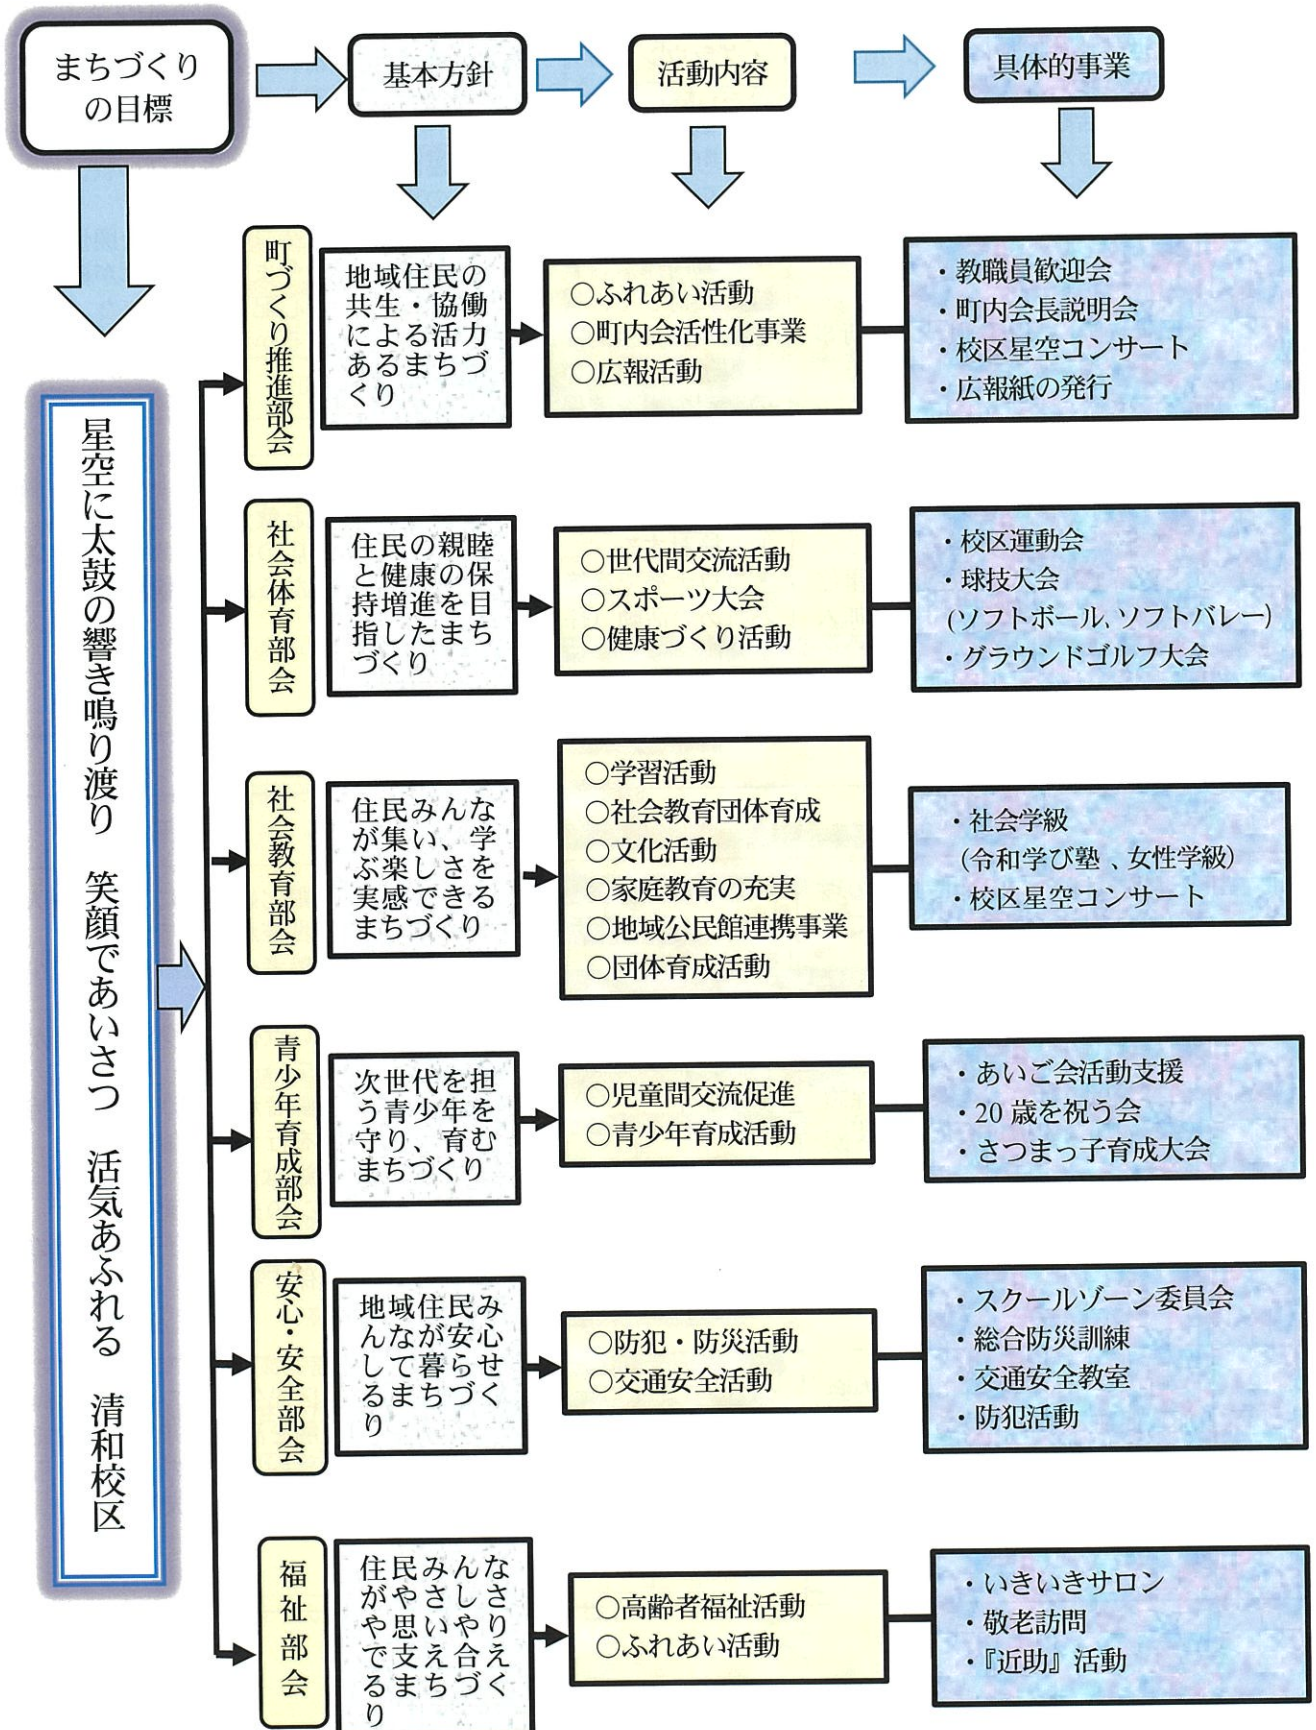 まちづくり
の目標
基本方針
活動内容
具体的事業
星空に太鼓の響き鳴り渡り 笑顔であいさつ 活気あふれる 清和校区
町づくり推進部会
地域住民の
共生・協働
による活力
あるまちづ
くり
○ふれあい活動
○町内会活性化事業
○広報活動
・教職員歓迎会
・町内会長説明会
・校区星空コンサート
・広報紙の発行
社会体育部会
住民の親睦
と健康の保
持増進を目
指したまち
づくり
○世代間交流活動
○スポーツ大会
○健康づくり活動
・校区運動会
・球技大会
(ソフトボール、ソフトバレー)
・グラウンドゴルフ大会
社会教育部会
住民みんな
が集い、学
ぶ楽しさを
実感できる
まちづくり
○学習活動
○社会教育団体育成
○文化活動
○家庭教育の充実
○地域公民館連携事業
○団体育成活動
・社会学級
(令和学び塾、女性学級)
・校区星空コンサート
青少年育成部会
次世代を担
う青少年を
守り、育む
まちづくり
○児童間交流促進
○青少年育成活動
・あいご会活動支援
・20歳を祝う会
・さつまっ子育成大会
安心・安全部会
地域住民み
んなが安心
して暮らせ
るまちづく
り
○防犯・防災活動
○交通安全活動
・スクールゾーン委員会
・総合防災訓練
・交通安全教室
・防犯活動
福祉部会
住民みんな
がやさしさ
や思いやり
で支え合え
るまちづく
り
○高齢者福祉活動
○ふれあい活動
・いきいきサロン
・敬老訪問
・『近助』活動